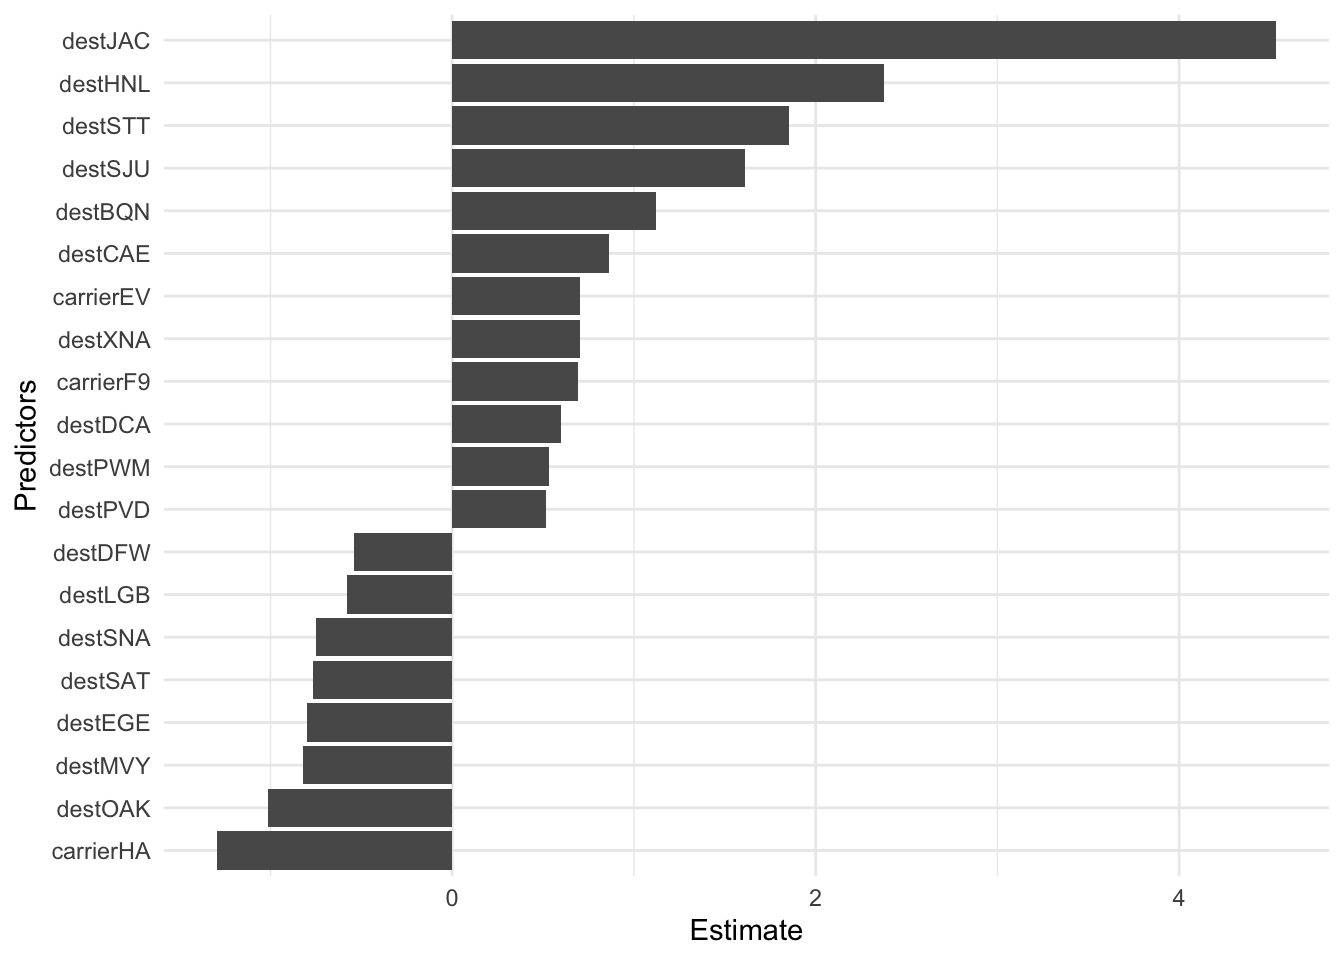 destJAC
destHNL
destSTT
destSJU
destBQN
destCAE
carrierEV
destXNA
carrierF9
destDCA
destPWM
destPVD
destDFW
destLGB
destSNA
destSAT
destEGE
destMVY
destOAK
carrierHA
Predictors
0 2 4
Estimate